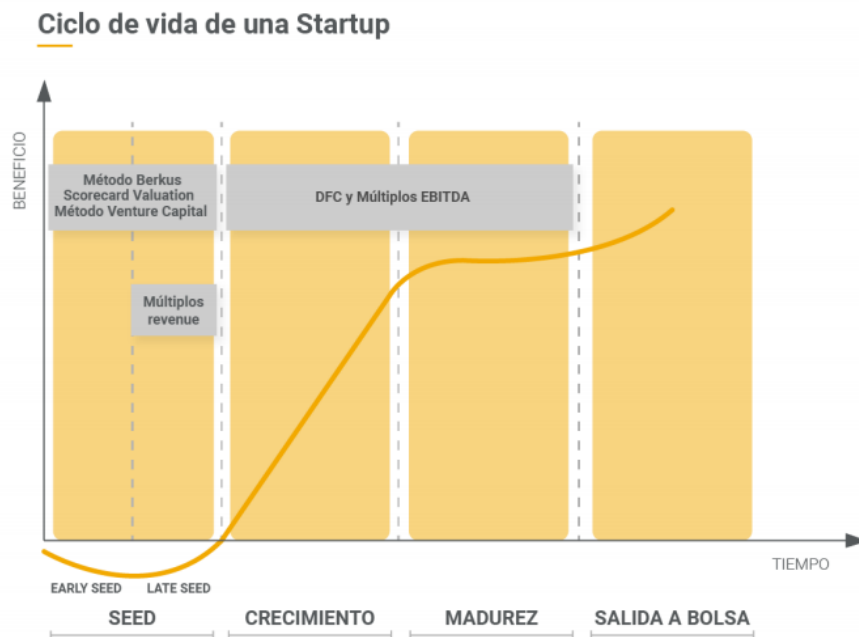 Ciclo de vida de una Startup
BENEFICIO
Método Berkus
Scorecard Valuation
Método Venture Capital
DFC y Múltiplos EBITDA
Múltiplos
revenue
TIEMPO
EARLY SEED
LATE SEED
SEED
CRECIMIENTO
MADUREZ
SALIDA A BOLSA